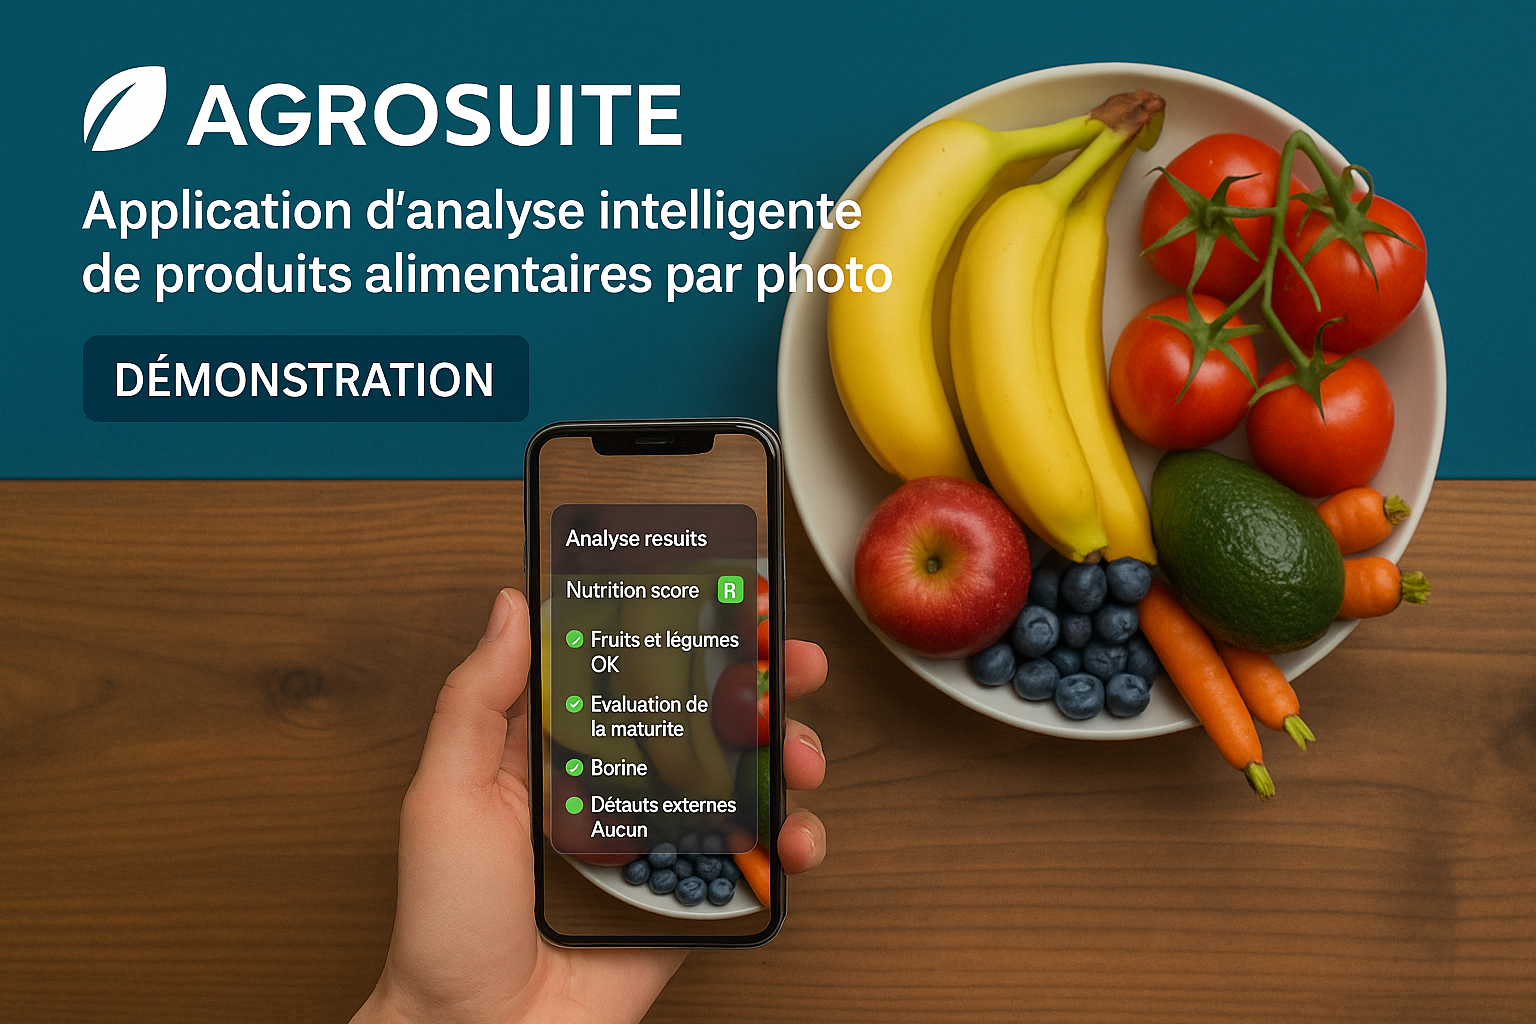 AGROSUITE
Application d'analyse intelligente
de produits alimentaires par photo
DÉMONSTRATION
Analyse resuits
Nutrition score R
Fruits et légumes
OK
Evaluation de
la maturite
Borine
Détauts externes
Aucun